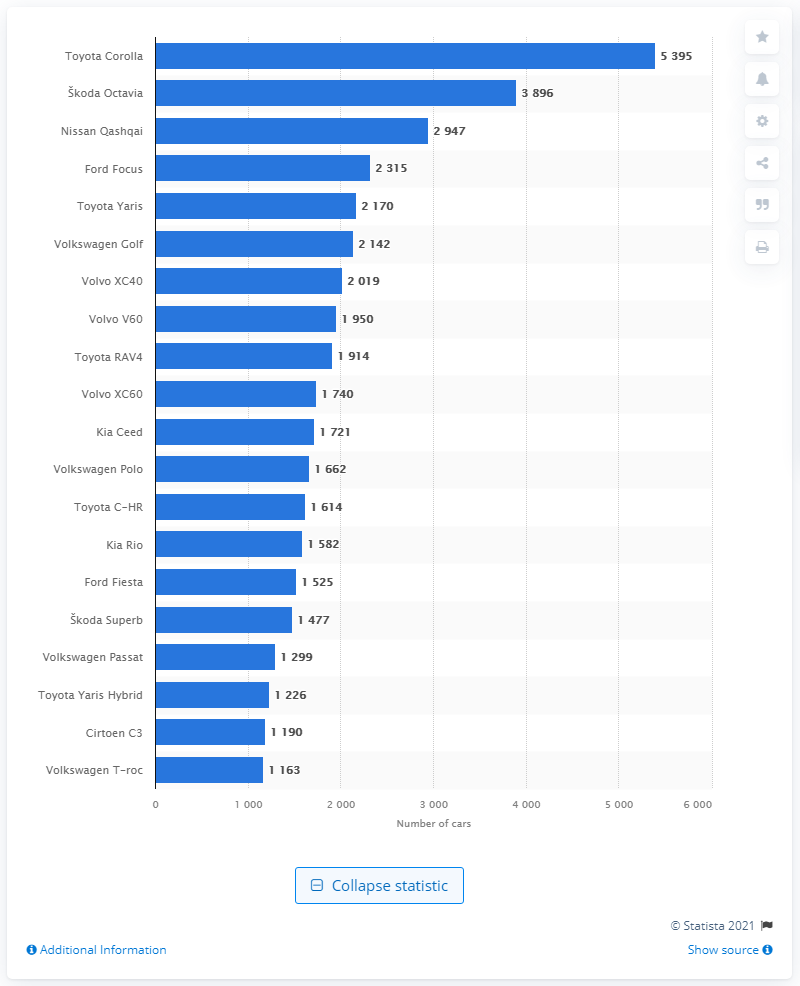 Toyota Corolla 5 395
Škoda Octavia 3 896
Nissan Qashqai 2 947
Ford Focus 2 315
Toyota Yaris 2 170
Volkswagen Golf 2 142
Volvo XC40 2 019
Volvo V60 1 950
Toyota RAV4 1 914
Volvo XC60 1 740
Kia Ceed 1 721
Volkswagen Polo 1 662
Toyota C-HR 1 614
Kia Rio 1 582
Ford Fiesta 1 525
Škoda Superb 1 477
Volkswagen Passat 1 299
Toyota Yaris Hybrid 1 226
Cirtoen C3 1 190
Volkswagen T-roc 1 163
0 1 000 2 000 3 000 4 000 5 000 6 000
Number of cars
Collapse statistic
© Statista 2021
Additional Information Show source